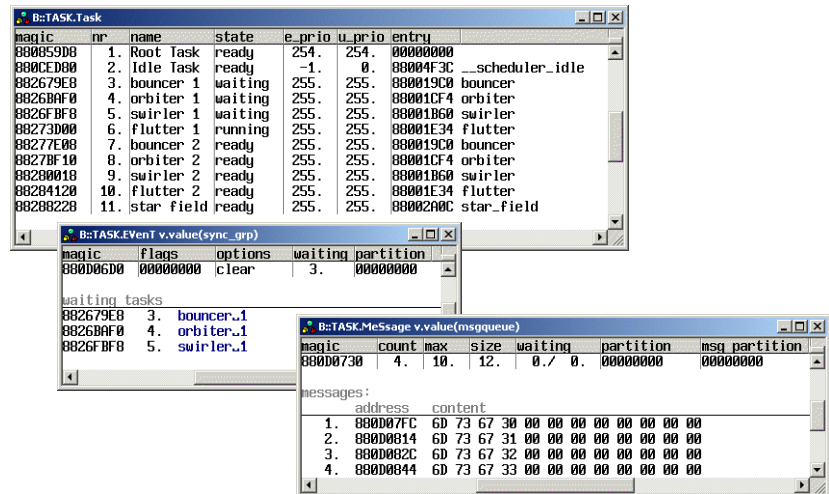 B::TASK.Task
magic nr name state e_prio u_prio entry
880859D8 1. Root Task ready 254. 254. 00000000
880CED80 2. Idle Task ready -1. 0. 88004F3C __scheduler_idle
882679E8 3. bouncer 1 waiting 255. 255. 880019C0 bouncer
8826BAF0 4. orbiter 1 waiting 255. 255. 88001CF4 orbiter
8826FBF8 5. swirler 1 waiting 255. 255. 88001B60 swirler
88273D00 6. flutter 1 running 255. 255. 88001E34 flutter
88277E08 7. bouncer 2 ready 255. 255. 880019C0 bouncer
8827BF10 8. orbiter 2 ready 255. 255. 88001CF4 orbiter
88280018 9. swirler 2 ready 255. 255. 88001B60 swirler
88284120 10. flutter 2 ready 255. 255. 88001E34 flutter
88288228 11. star field ready 255. 255. 88002A0C star_field
B::TASK.EVenT v.value(sync_grp)
magic flags options waiting partition
880D06D0 00000000 clear 3. 00000000
waiting tasks
882679E8 3. bouncer_1
8826BAF0 4. orbiter_1
8826FBF8 5. swirler_1
B::TASK.MeSsage v.value(msgqueue)
magic count max size waiting partition msg partition
880D0730 4. 10. 12. 0./ 0. 00000000 00000000
messages:
address content
1. 880D07FC 6D 73 67 30 00 00 00 00 00 00 00 00
2. 880D0814 6D 73 67 31 00 00 00 00 00 00 00 00
3. 880D082C 6D 73 67 32 00 00 00 00 00 00 00 00
4. 880D0844 6D 73 67 33 00 00 00 00 00 00 00 00